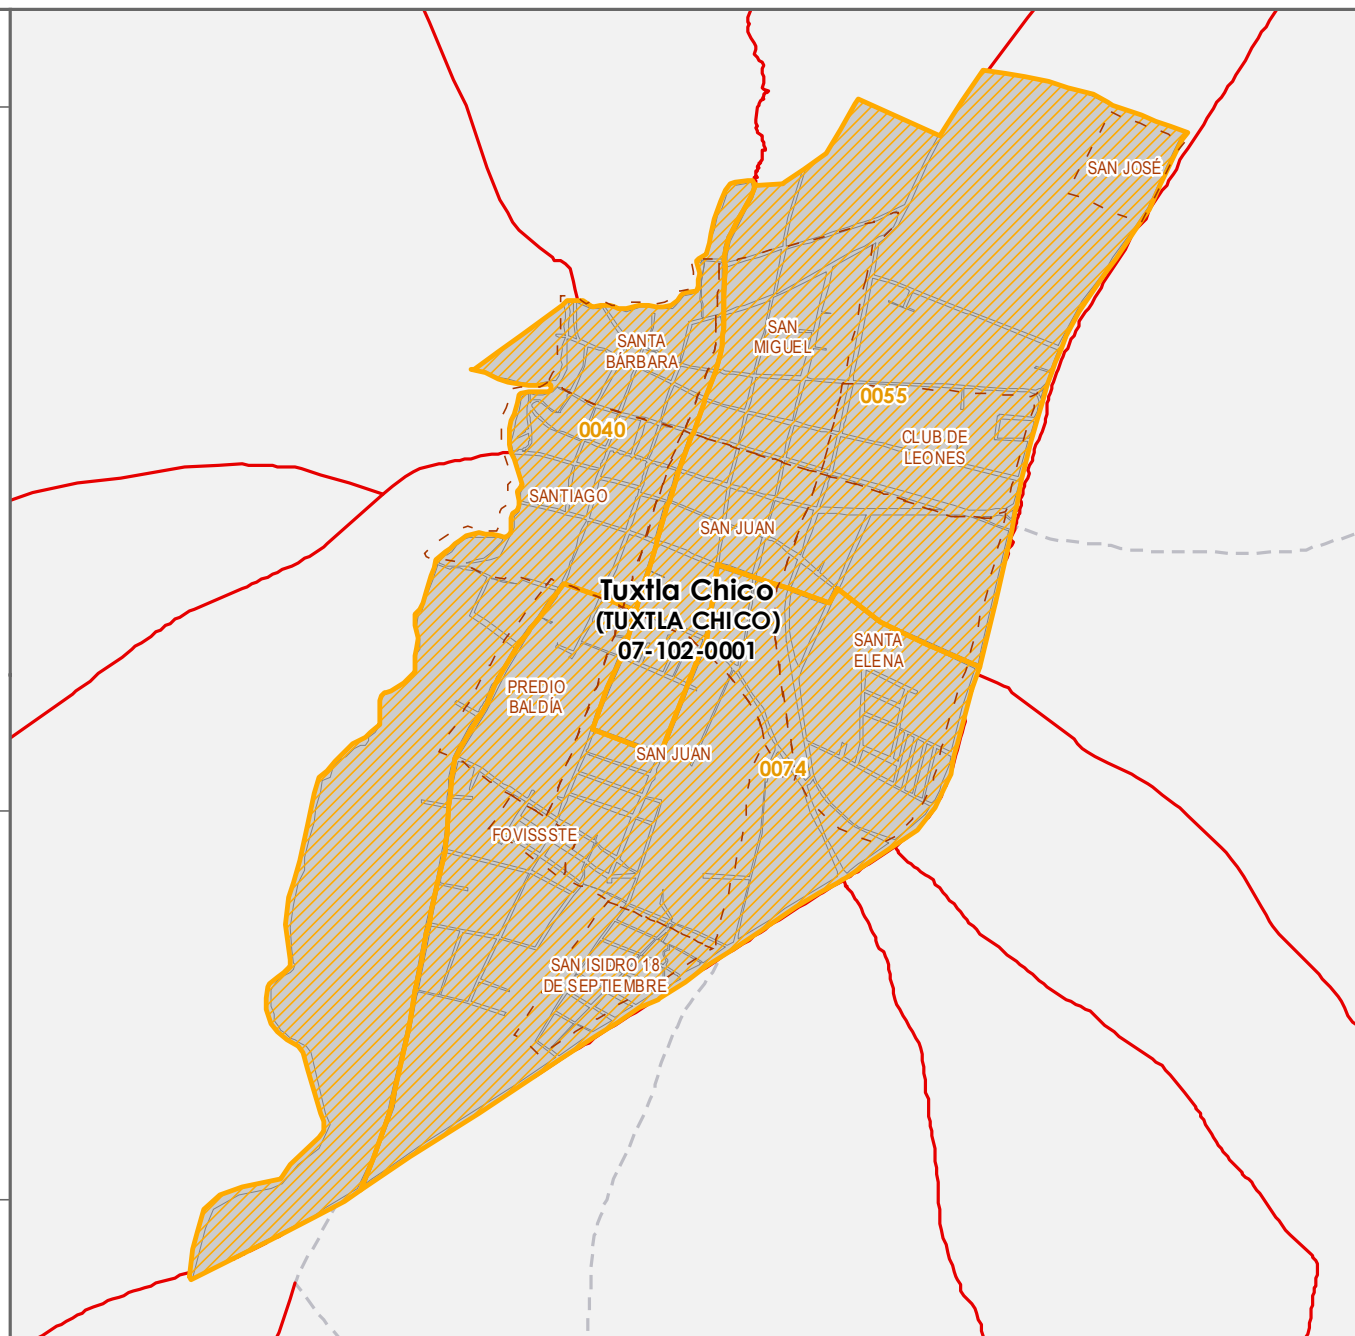 SAN JOSÉ
SAN
MIGUEL
SANTA
BÁRBARA
0055
0040
CLUB DE
LEONES
SANTIAGO
SAN JUAN
Tuxtla Chico
(TUXTLA CHICO)
07-102-0001
SANTA
ELENA
PREDIO
BALDÍA
SAN JUAN
0074
FOVISSSTE
SAN ISIDRO 18
DE SEPTIEMBRE